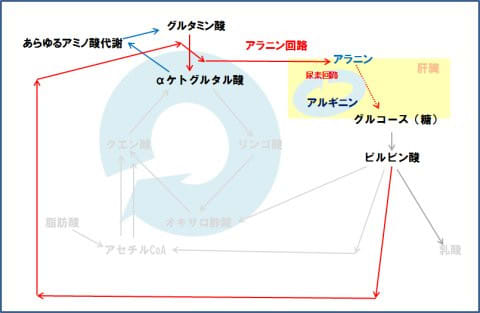 グルタミン酸
あらゆるアミノ酸代謝
アラニン回路
アラニン
肝臓
尿素回路
αケトグルタル酸
アルギニン
グルコース（糖）
クエン酸
リンゴ酸
ピルビン酸
脂肪酸
オキサロ酢酸
アセチルCoA
乳酸